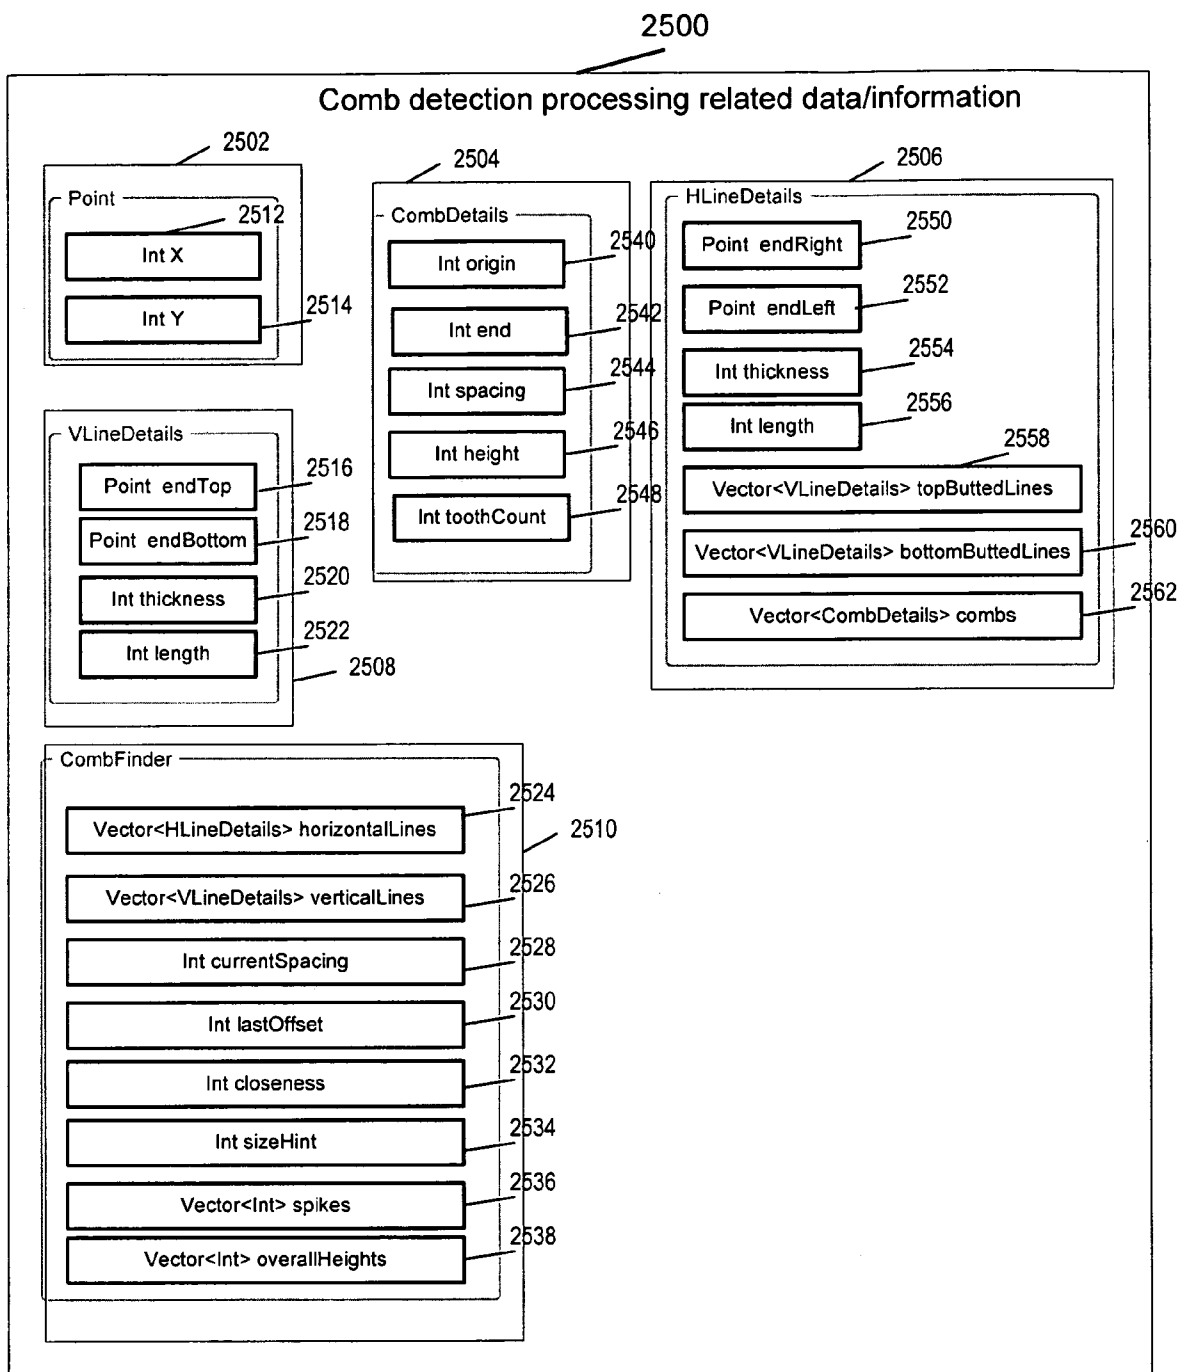 2500
Comb detection processing related data/information
2502
Point
2512
Int X
Int Y
2514
2504
CombDetails
Int origin
2540
Int end
2542
Int spacing
2544
Int height
2546
Int toothCount
2548
2506
HLineDetails
Point endRight
2550
Point endLeft
2552
Int thickness
2554
Int length
2556
2558
Vector<VLineDetails> topButtedLines
Vector<VLineDetails> bottomButtedLines
2560
Vector<CombDetails> combs
2562
VLineDetails
Point endTop
2516
Point endBottom
2518
Int thickness
2520
Int length
2522
2508
CombFinder
Vector<HLineDetails> horizontalLines
2524
2510
Vector<VLineDetails> verticalLines
2526
Int currentSpacing
2528
Int lastOffset
2530
Int closeness
2532
Int sizeHint
2534
Vector<Int> spikes
2536
Vector<Int> overallHeights
2538